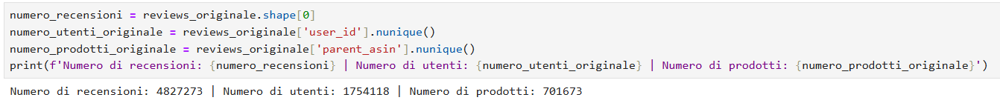 numero_recensioni = reviews_originale.shape[0]
numero_utenti_originale = reviews_originale['user_id'].nunique()
numero_prodotti_originale = reviews_originale['parent_asin'].nunique()
print(f'Numero di recensioni: {numero_recensioni} | Numero di utenti: {numero_utenti_originale} | Numero di prodotti: {numero_prodotti_originale}')
Numero di recensioni: 4827273 | Numero di utenti: 1754118 | Numero di prodotti: 701673